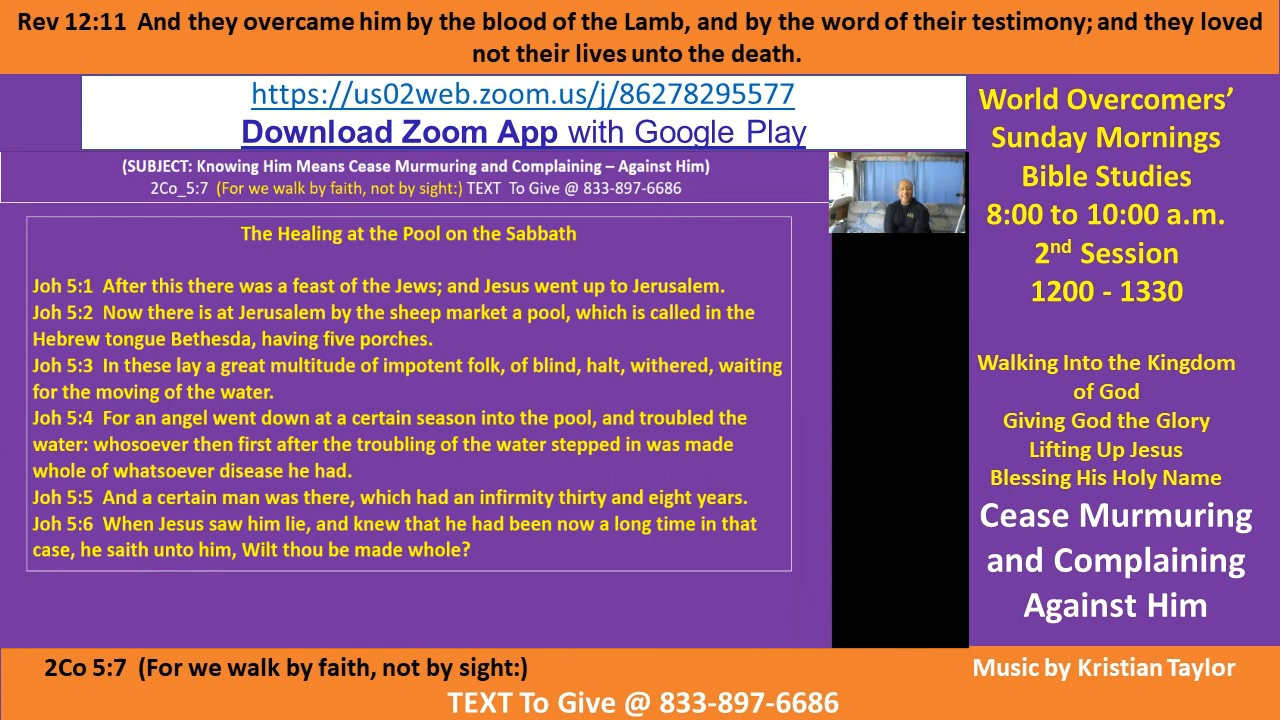 Rev 12:11  And they overcame him by the blood of the Lamb, and by the word of their testimony; and they loved
not their lives unto the death.
https://us02web.zoom.us/j/86278295577
Download Zoom App with Google Play
(SUBJECT: Knowing Him Means Cease Murmuring and Complaining – Against Him)
2Co_5:7  (For we walk by faith, not by sight:) TEXT  To Give @ 833-897-6686
The Healing at the Pool on the Sabbath
Joh 5:1  After this there was a feast of the Jews; and Jesus went up to Jerusalem.
Joh 5:2  Now there is at Jerusalem by the sheep market a pool, which is called in the
Hebrew tongue Bethesda, having five porches.
Joh 5:3  In these lay a great multitude of impotent folk, of blind, halt, withered, waiting
for the moving of the water.
Joh 5:4  For an angel went down at a certain season into the pool, and troubled the
water: whosoever then first after the troubling of the water stepped in was made
whole of whatsoever disease he had.
Joh 5:5  And a certain man was there, which had an infirmity thirty and eight years.
Joh 5:6  When Jesus saw him lie, and knew that he had been now a long time in that
case, he saith unto him, Wilt thou be made whole?
World Overcomers’
Sunday Mornings
Bible Studies
8:00 to 10:00 a.m.
2nd Session
1200 - 1330
Walking Into the Kingdom
of God
Giving God the Glory
Lifting Up Jesus
Blessing His Holy Name
Cease Murmuring
and Complaining
Against Him
2Co 5:7  (For we walk by faith, not by sight:)
Music by Kristian Taylor
TEXT To Give @ 833-897-6686